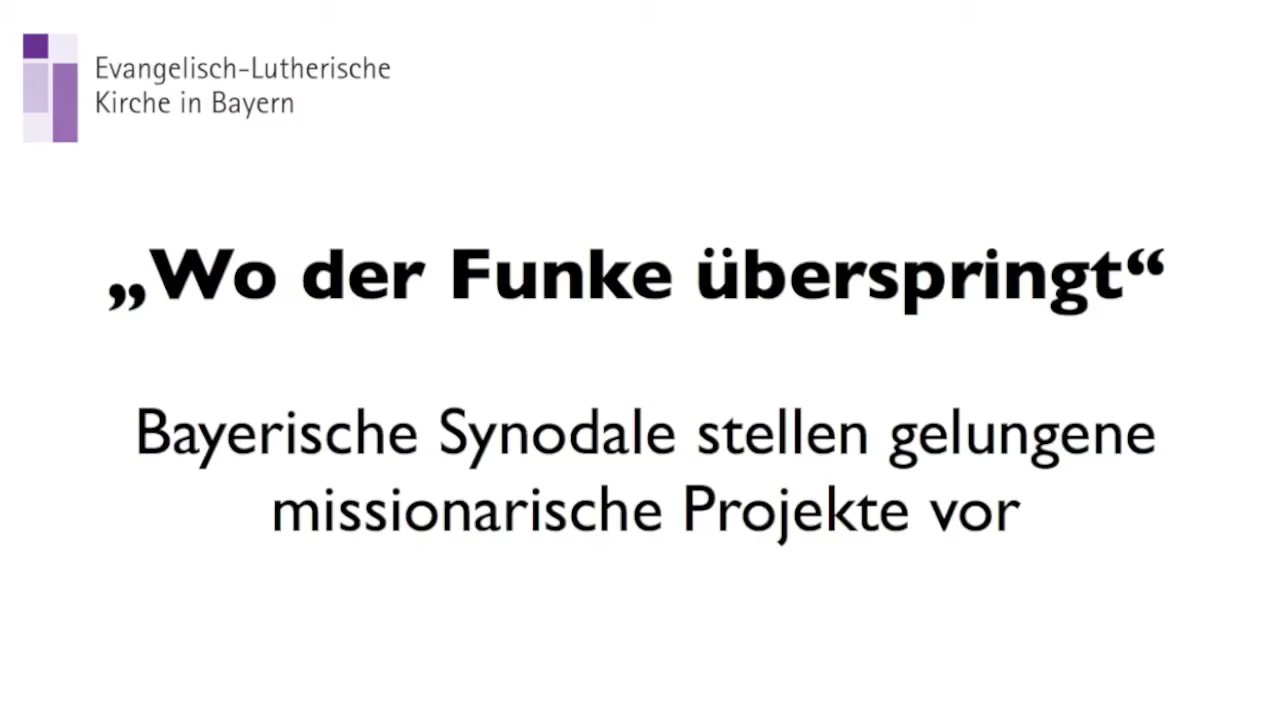 Evangelisch-Lutherische
Kirche in Bayern
„Wo der Funke überspringt“
Bayerische Synodale stellen gelungene
missionarische Projekte vor